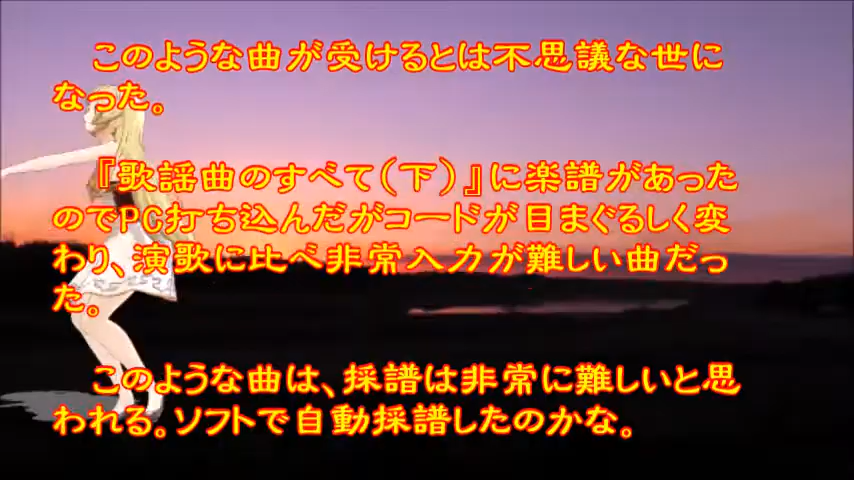 このような曲が受けるとは不思議な世に
なった。
『歌謡曲のすべて(下)』に楽譜があった
のでPC打ち込んだがコードが目まぐるしく変
わり、演歌に比べ非常入力が難しい曲だっ
た。
このような曲は、採譜は非常に難しいと思
われる。ソフトで自動採譜したのかな。